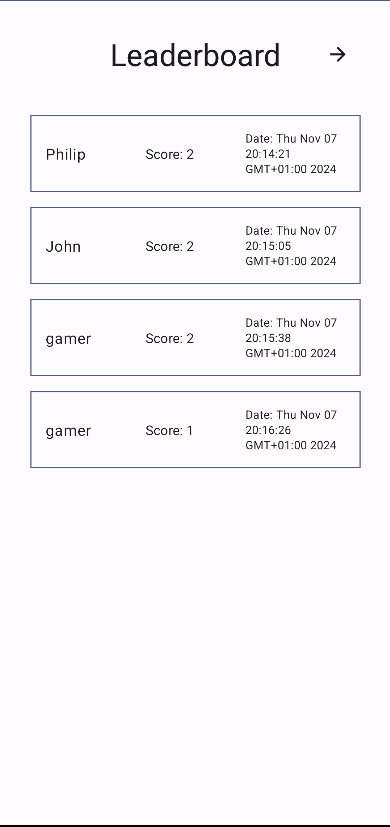 Leaderboard
Philip
Score: 2
Date: Thu Nov 07
20:14:21
GMT+01:00 2024
John
Score: 2
Date: Thu Nov 07
20:15:05
GMT+01:00 2024
gamer
Score: 2
Date: Thu Nov 07
20:15:38
GMT+01:00 2024
gamer
Score: 1
Date: Thu Nov 07
20:16:26
GMT+01:00 2024